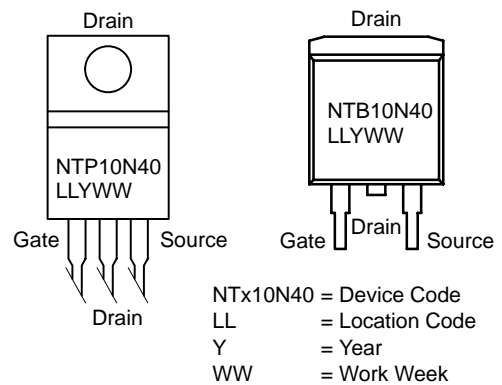 Drain
NTP10N40
LLYWW
Gate
Source
Drain
Drain
NTB10N40
LLYWW
Gate
Drain
Source
NTx10N40 = Device Code
LL = Location Code
Y = Year
WW = Work Week